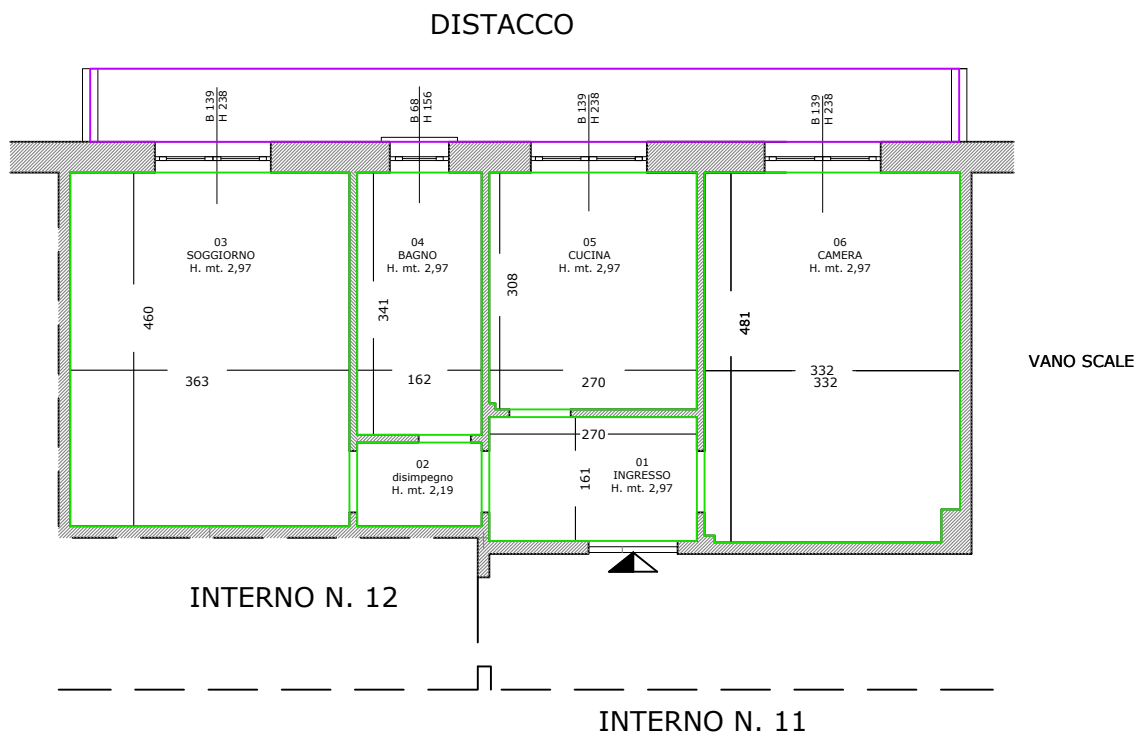 DISTACCO
B 139
H 238
B 68
H 156
B 139
H 238
B 139
H 238
03
SOGGIORNO
H. mt. 2,97
04
BAGNO
H. mt. 2,97
05
CUCINA
H. mt. 2,97
06
CAMERA
H. mt. 2,97
460
341
308
481
363
162
270
332
332
VANO SCALE
270
02
disimpegno
H. mt. 2,19
161
01
INGRESSO
H. mt. 2,97
INTERNO N. 12
INTERNO N. 11